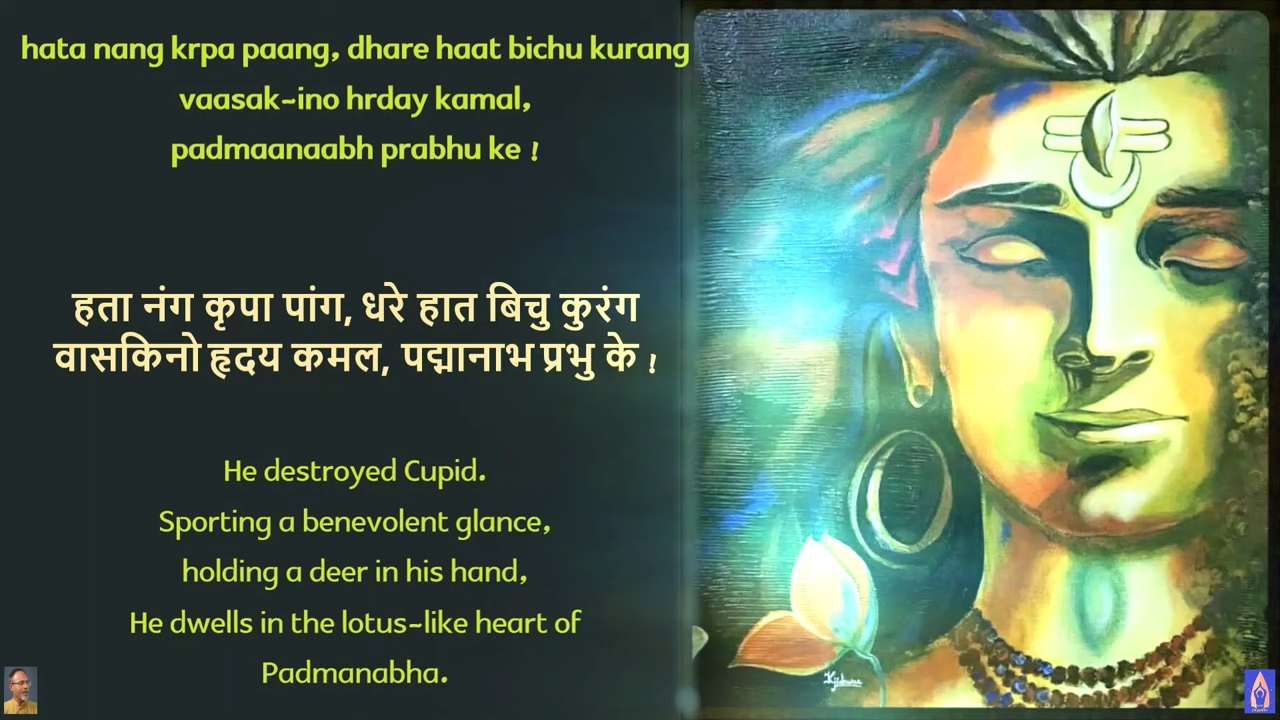 hata nang krpa paang, dhare haat bichu kurang
vaasak-ino hrday kamal,
padmaanaabh prabhu ke !
हता नंग कृपा पांग, धरे हात बिचु कुरंग
वासकिनो हृदय कमल, पद्मानाभ प्रभु के !
He destroyed Cupid.
Sporting a benevolent glance,
holding a deer in his hand,
He dwells in the lotus-like heart of
Padmanabha.